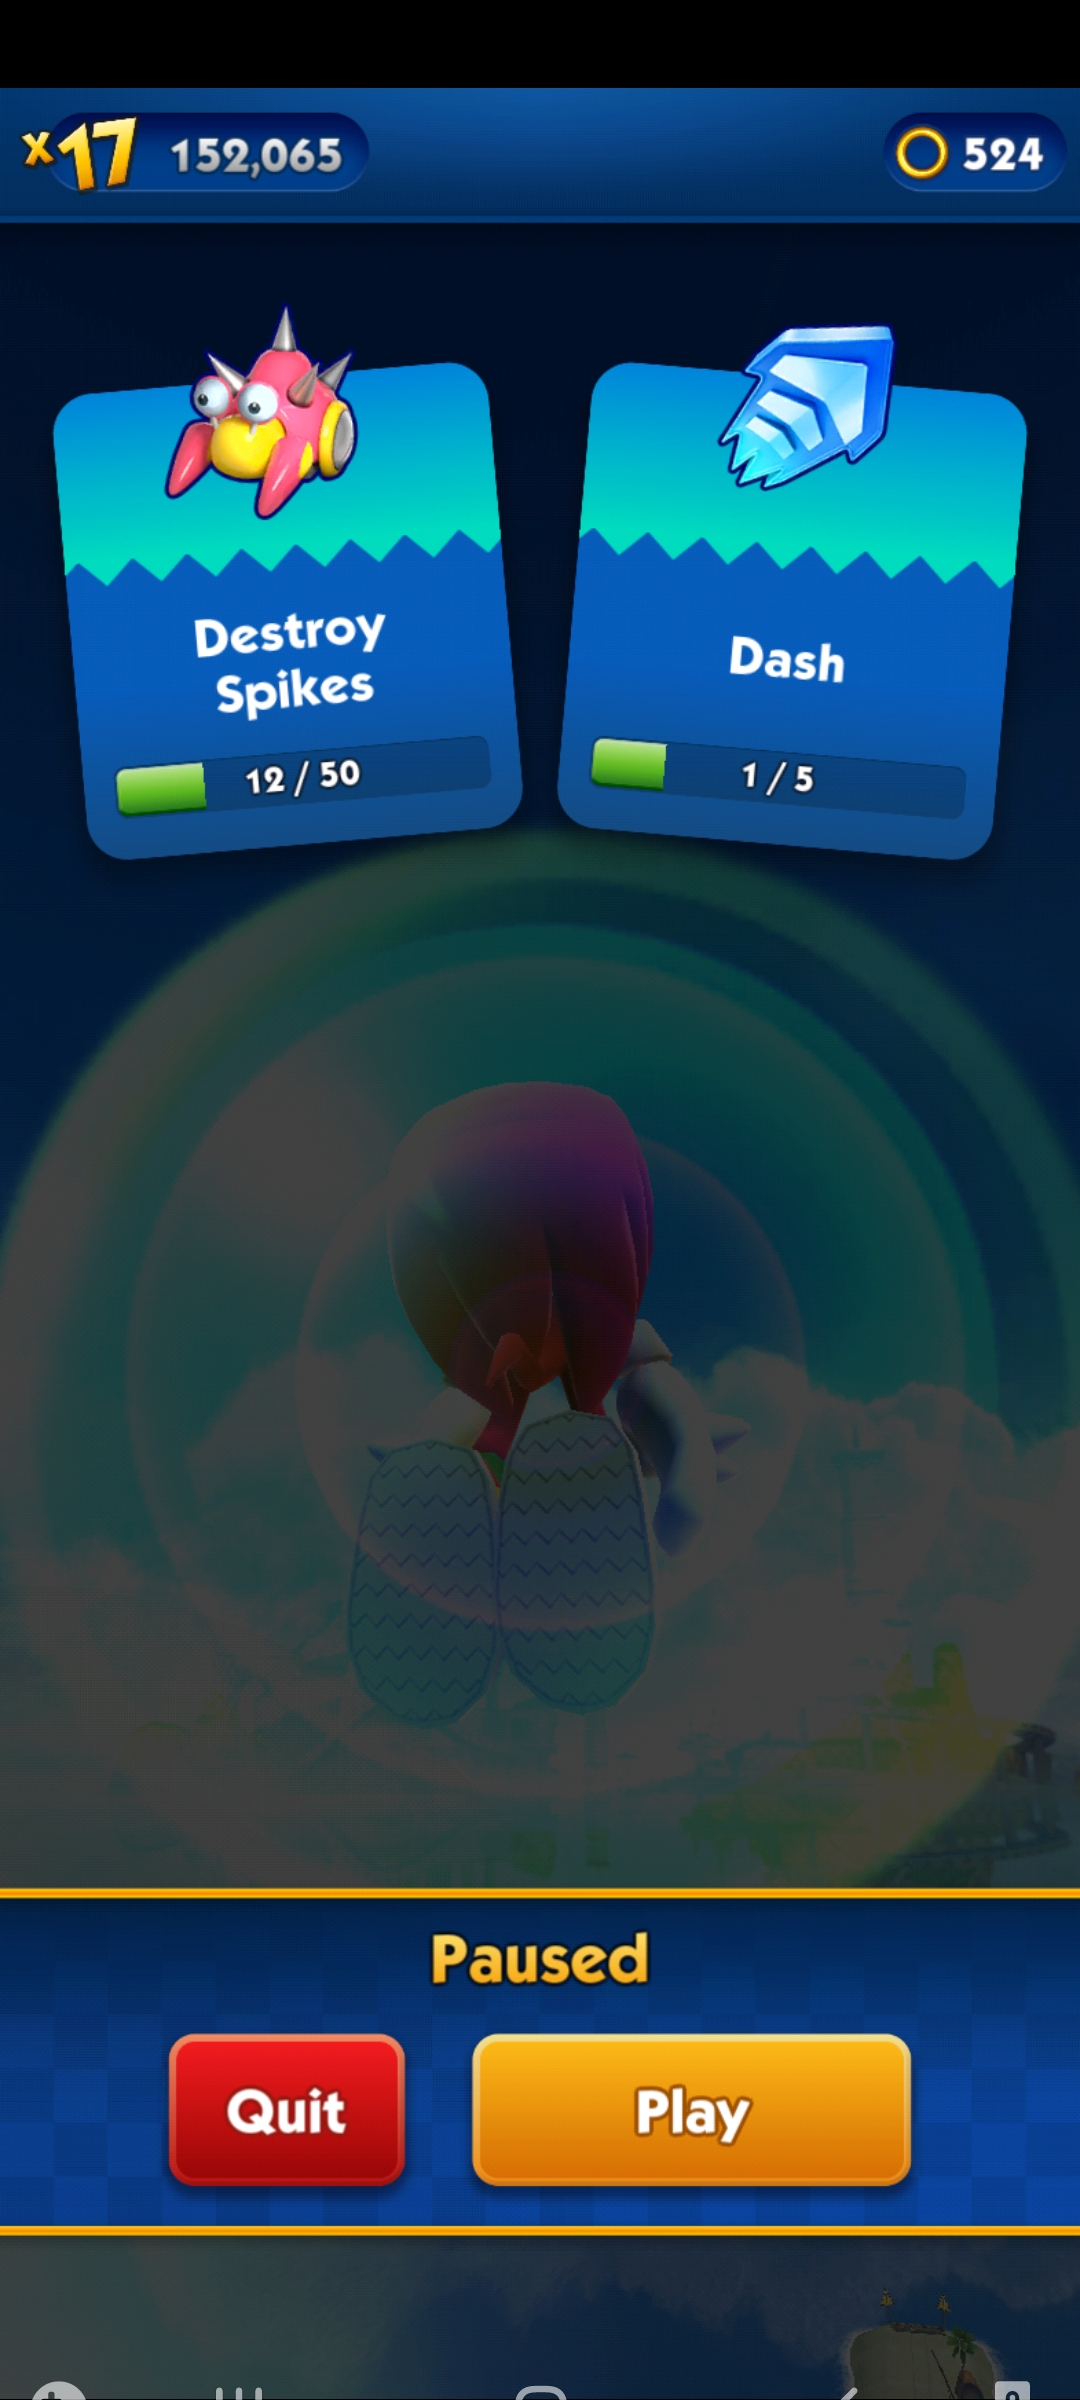 x17 152,065
524
Destroy
Spikes
12 / 50
Dash
1 / 5
Paused
Quit
Play